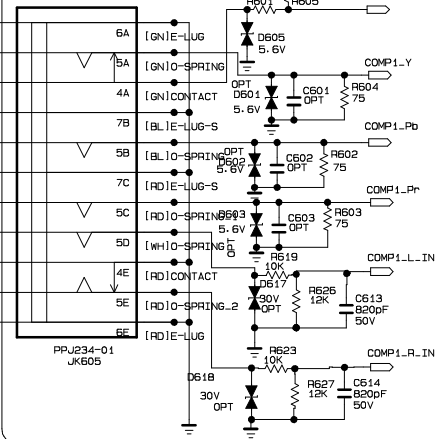 R601 R605
6A [GN]E-LUG
D605
5.6V
5A [GN]O-SPRING
COMP1_Y
4A [GN]CONTACT
OPT
D601
5.6V
C601
OPT
R604
75
7B [BL]E-LUG-S
COMP1_Pb
5B [BL]O-SPRING
OPT
D602
5.6V
C602
OPT
R602
75
7C [RD]E-LUG-S
COMP1_Pr
5C [RD]O-SPRING
D603
5.6V
OPT
C603
OPT
R603
75
5D [WH]O-SPRING
COMP1_L_IN
R619
10K
4E [RD]CONTACT
D617
30V
OPT
R626
12K
C613
820pF
50V
5E [RD]O-SPRING_2
6E [RD]E-LUG
PPJ234-01
JK605
COMP1_R_IN
R623
10K
D618
30V
OPT
R627
12K
C614
820pF
50V